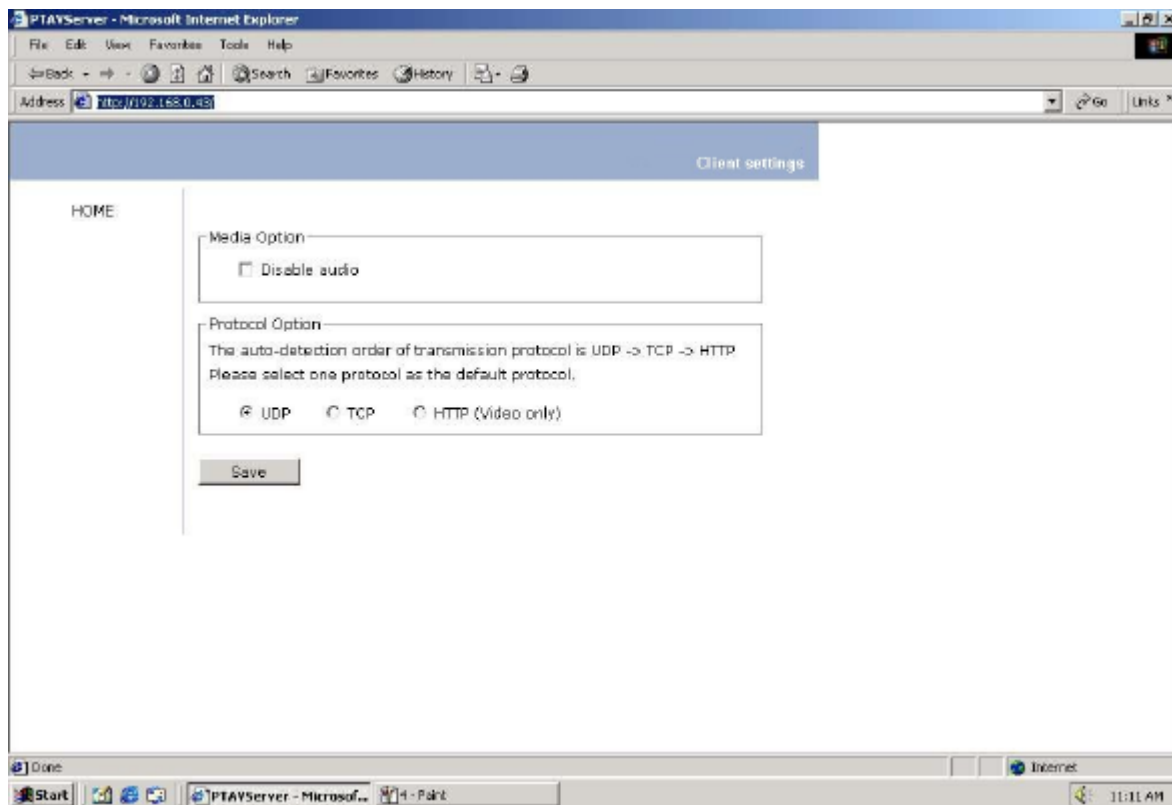 PTAVServer - Microsoft Internet Explorer
File Edit View Favorites Tools Help
Back Search Favorites History
Address http://192.168.0.43/ Go Links
Client settings
HOME
Media Option
Disable audio
Protocol Option
The auto-detection order of transmission protocol is UDP -> TCP -> HTTP
Please select one protocol as the default protocol.
UDP TCP HTTP (Video only)
Save
Done Internet
Start PTAVServer - Microsof... 4 - Paint 11:11 AM